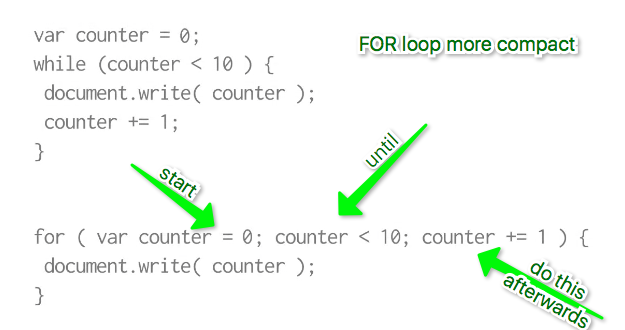 var counter = 0;
FOR loop more compact
while (counter < 10 ) {
document.write( counter );
counter += 1;
}
start
until
for ( var counter = 0; counter < 10; counter += 1 ) {
document.write( counter );
do this
afterwards
}